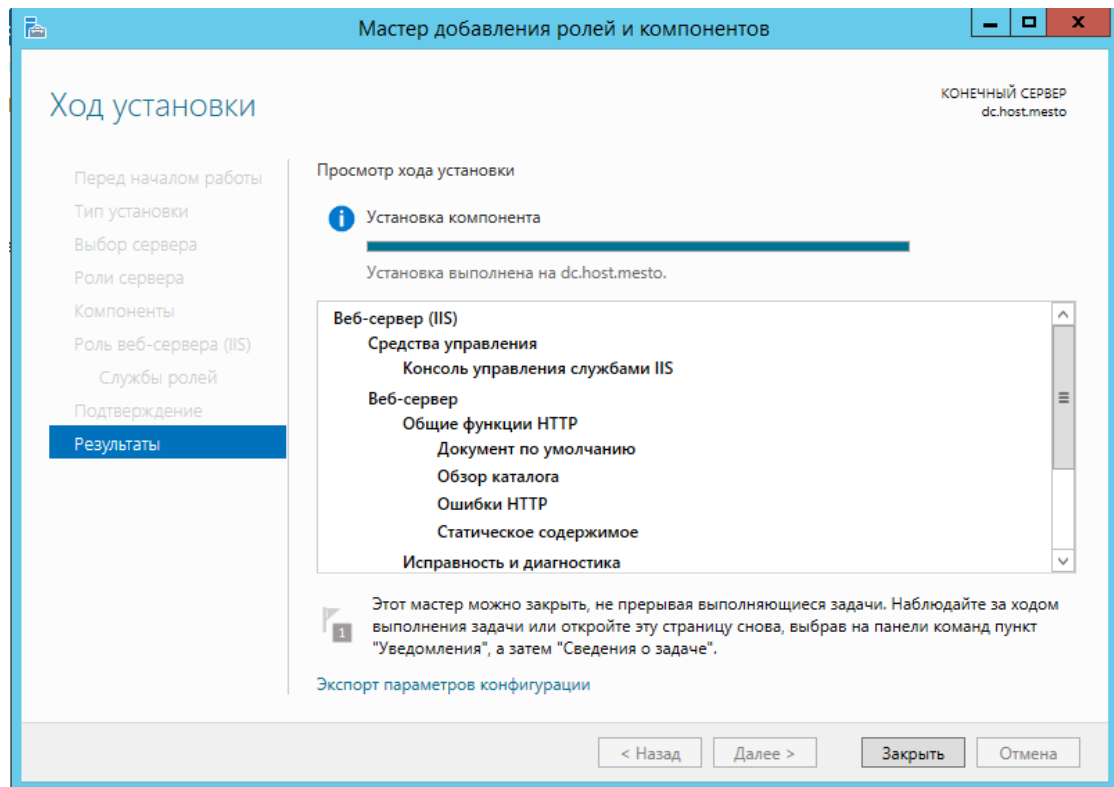 Мастер добавления ролей и компонентов
Ход установки
КОНЕЧНЫЙ СЕРВЕР
dc.host.mesto
Перед началом работы
Тип установки
Выбор сервера
Роли сервера
Компоненты
Роль веб-сервера (IIS)
Службы ролей
Подтверждение
Результаты
Просмотр хода установки
Установка компонента
Установка выполнена на dc.host.mesto.
Веб-сервер (IIS)
Средства управления
Консоль управления службами IIS
Веб-сервер
Общие функции HTTP
Документ по умолчанию
Обзор каталога
Ошибки HTTP
Статическое содержимое
Исправность и диагностика
1
Этот мастер можно закрыть, не прерывая выполняющиеся задачи. Наблюдайте за ходом
выполнения задачи или откройте эту страницу снова, выбрав на панели команд пункт
"Уведомления", а затем "Сведения о задаче".
Экспорт параметров конфигурации
< Назад
Далее >
Закрыть
Отмена